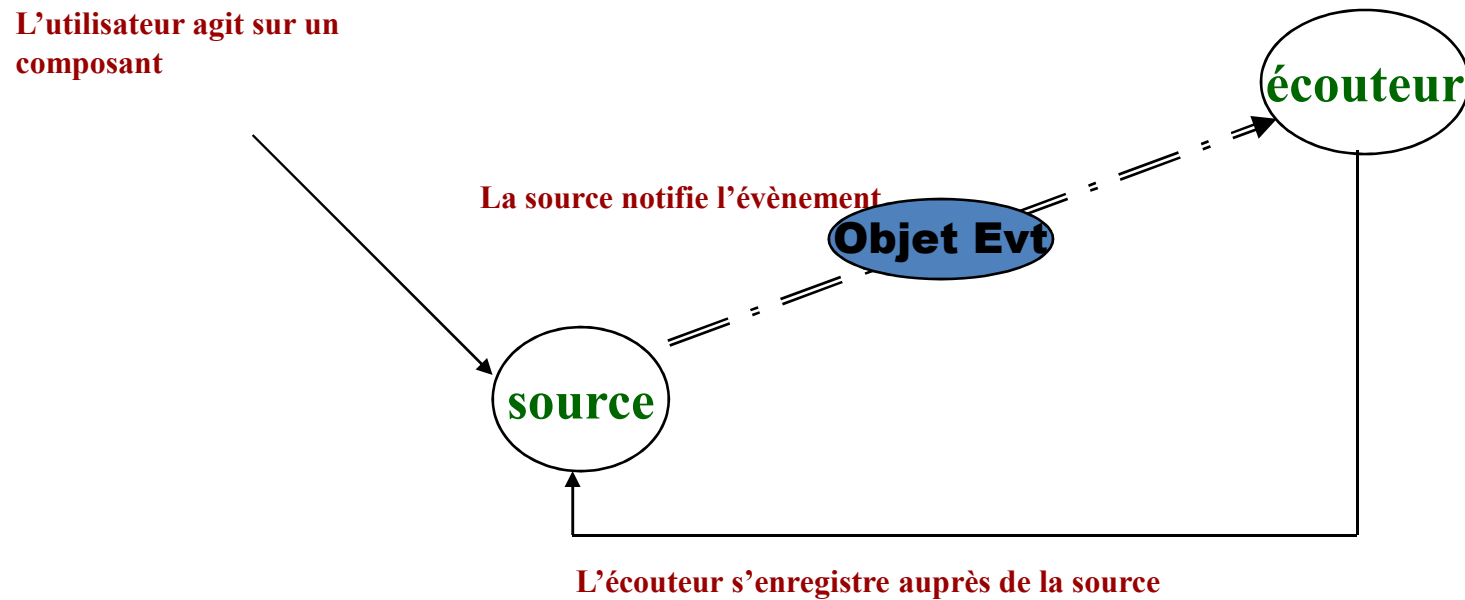 L’utilisateur agit sur un
composant
écouteur
La source notifie l’évènement
Objet Evt
source
L’écouteur s’enregistre auprès de la source